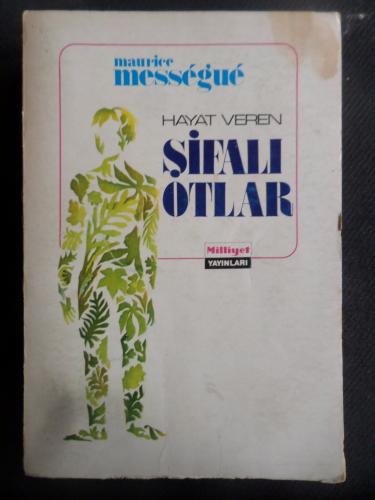 maurice
mességué
HAYAT VEREN
ŞİFALI
OTLAR
Milliyet
YAYINLARI